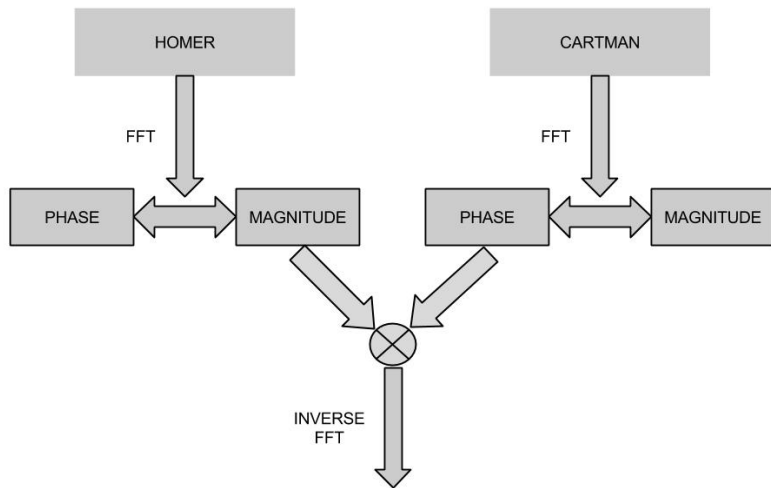 HOMER
CARTMAN
FFT
FFT
PHASE
MAGNITUDE
PHASE
MAGNITUDE
INVERSE
FFT